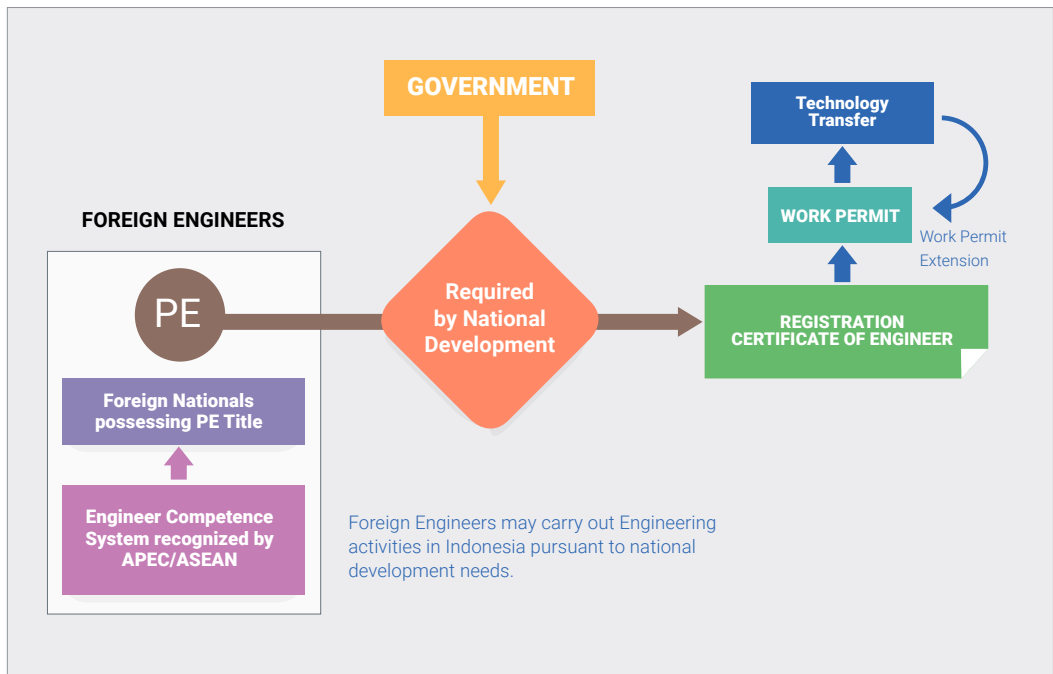 GOVERNMENT
Technology
Transfer
WORK PERMIT
Work Permit
Extension
FOREIGN ENGINEERS
PE
Foreign Nationals
possessing PE Title
Engineer Competence
System recognized by
APEC/ASEAN
Required
by National
Development
REGISTRATION
CERTIFICATE OF ENGINEER
Foreign Engineers may carry out Engineering
activities in Indonesia pursuant to national
development needs.